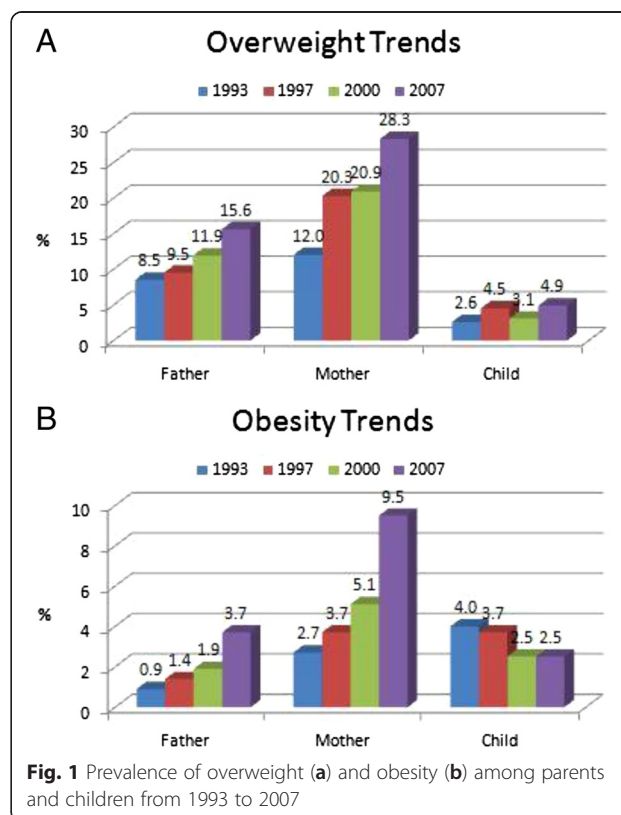 A
Overweight Trends
1993 1997 2000 2007
30
25
20
15
10
5
0
%
8.5 9.5 11.9 15.6
12.0 20.3 20.9 28.3
2.6 4.5 3.1 4.9
Father Mother Child
B
Obesity Trends
1993 1997 2000 2007
10
8
6
4
2
0
%
0.9 1.4 1.9 3.7
2.7 3.7 5.1 9.5
4.0 3.7 2.5 2.5
Father Mother Child
Fig. 1 Prevalence of overweight (a) and obesity (b) among parents
and children from 1993 to 2007